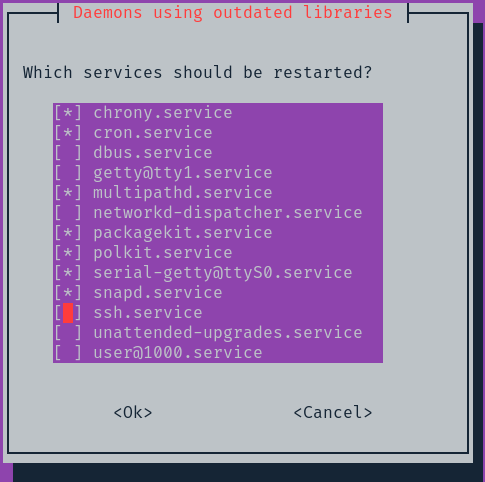 Daemons using outdated libraries
Which services should be restarted?
[*] chrony.service
[*] cron.service
[ ] dbus.service
[ ] getty@tty1.service
[*] multipathd.service
[ ] networkd-dispatcher.service
[*] packagekit.service
[*] polkit.service
[*] serial-getty@ttyS0.service
[*] snapd.service
[ ] ssh.service
[ ] unattended-upgrades.service
[ ] user@1000.service
<Ok> <Cancel>